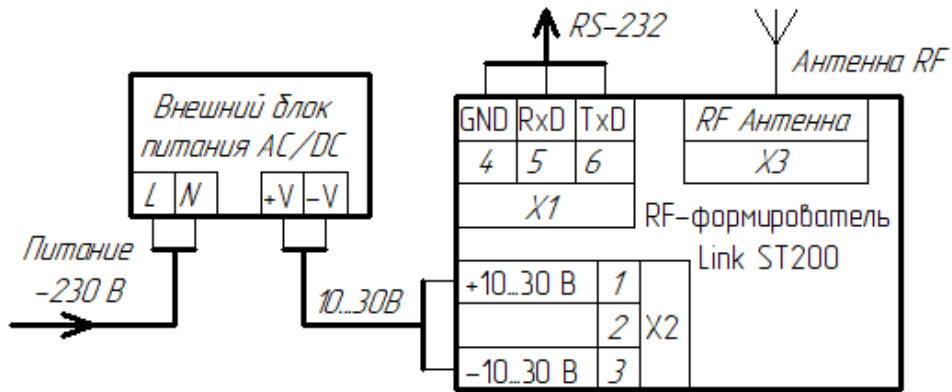 RS-232
Антенна RF
Внешний блок
питания AC/DC
L N +V -V
Питание
~230 В
10...30В
GND RxD TxD
4 5 6
X1
RF Антенна
X3
RF-формирователь
Link ST200
+10...30 В 1
2 X2
-10...30 В 3